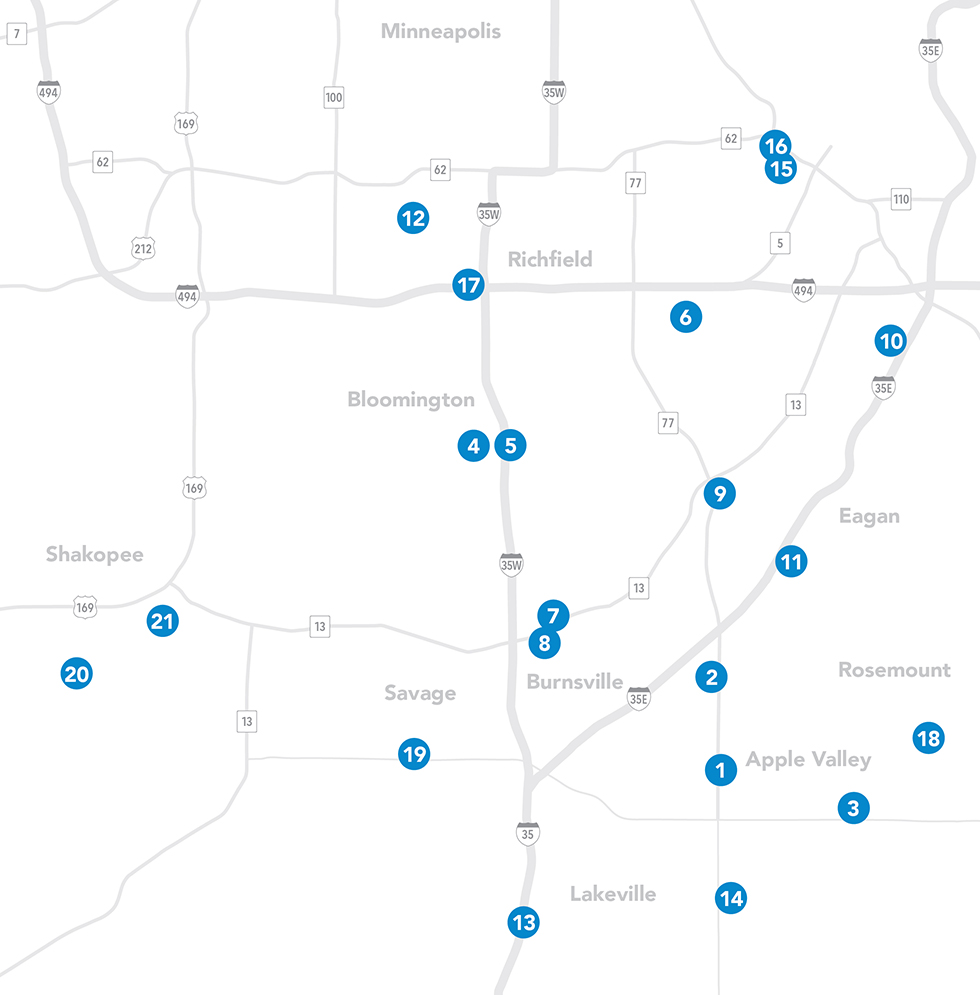 Minneapolis
7
35E
494
35W
100
169
62
16
62
62
15
77
110
12
35W
5
212
Richfield
17
494
494
6
10
35E
Bloomington
13
77
4
5
169
9
Eagan
Shakopee
11
35W
13
169
7
21
13
8
20
2
Rosemount
Burnsville
Savage
35E
13
18
19
Apple Valley
1
3
35
Lakeville
14
13